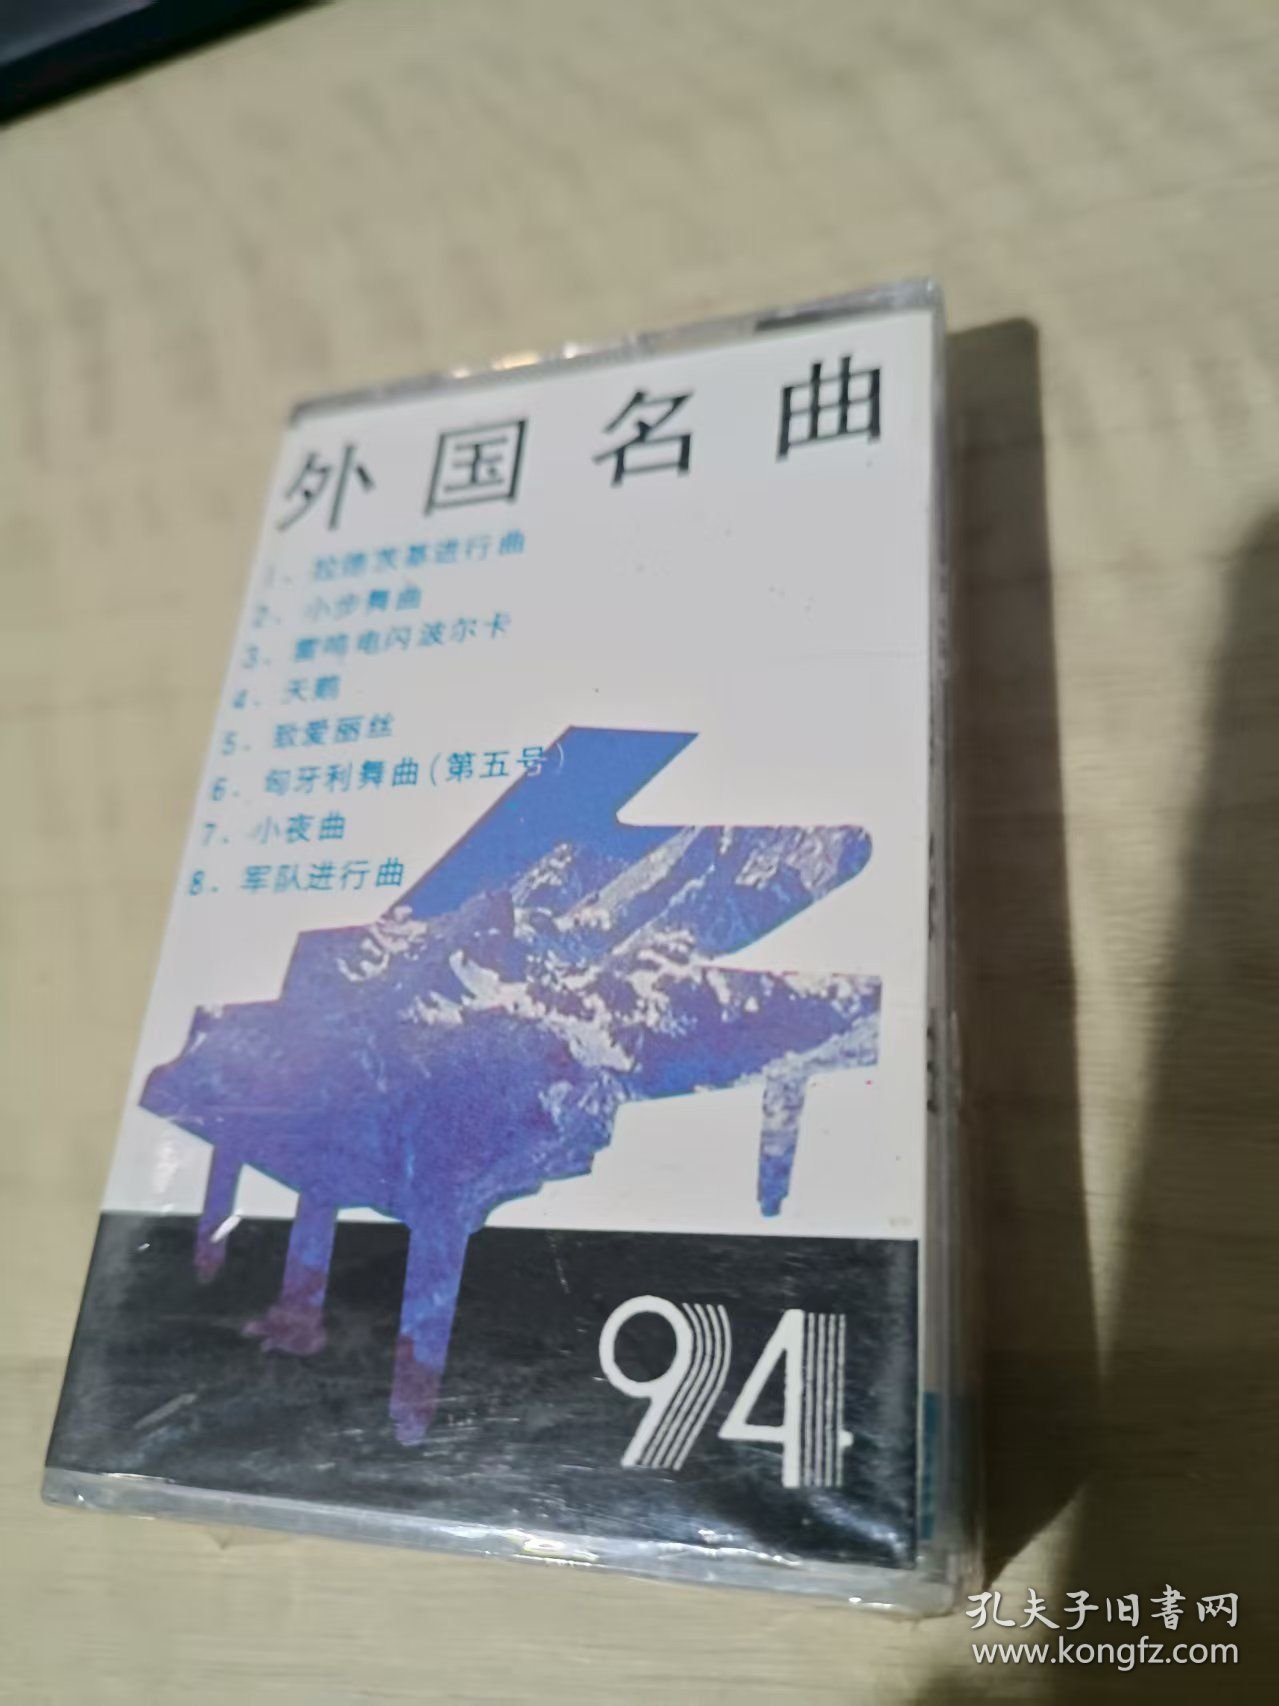 外国名曲
1. 拉德茨基进行曲
2. 小步舞曲
3. 雷鸣电闪波尔卡
4. 天鹅
5. 致爱丽丝
6. 匈牙利舞曲(第五号)
7. 小夜曲
8. 军队进行曲
94
孔夫子旧書网
www.kongfz.com